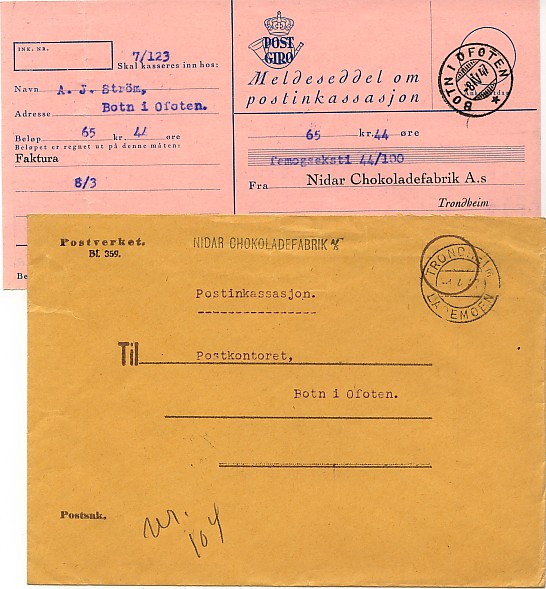 INK. NR.
7/123
Skal kasseres inn hos:
Navn A. J. Ström,
Botn i Ofoten.
Adresse
Beløp 65 kr. 44 øre
Beløpet er regnet ut på denne måten:
Faktura
8/3
Be
POST
GIRO
Meldeseddel om
postinkassasjon
BOTN I OFOTEN
65 kr. 44 øre
femogseksti 44/100
Fra Nidar Chokoladefabrik A.s
Trondheim
Postverket.
Bl. 359.
NIDAR CHOKOLADEFABRIK A/S
TRONDHEIM
Postinkassasjon.
Til Postkontoret,
Botn i Ofoten.
Postsak.
nr.
104